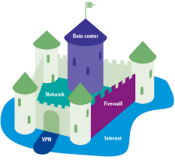 Data center
Network
Firewall
VPN
Internet